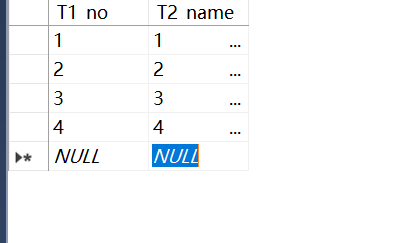 T1 no T2 name
1 1 ...
2 2 ...
3 3 ...
4 4 ...
NULL NULL